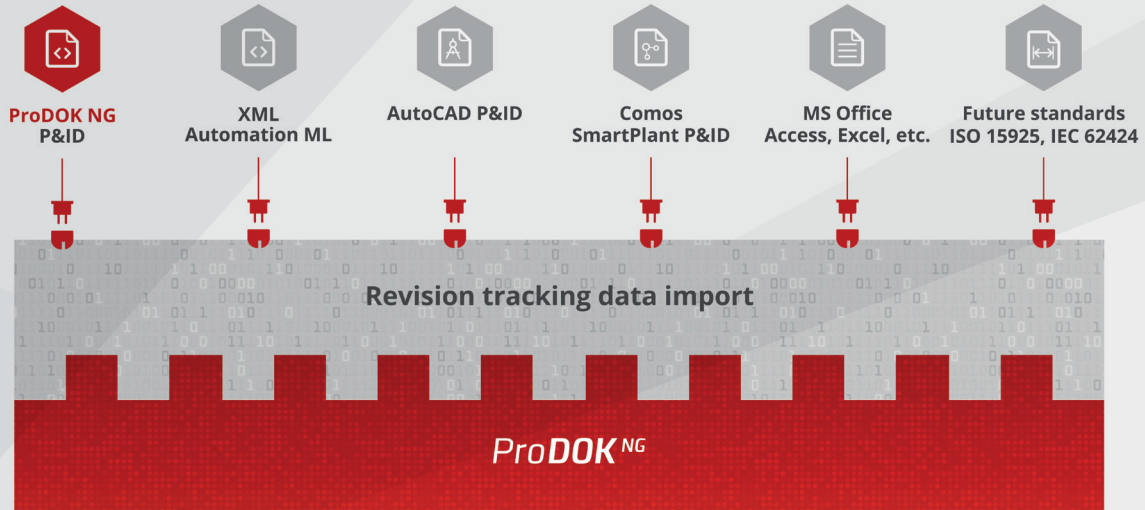 ProDOK NG
P&ID
XML
Automation ML
AutoCAD P&ID
Comos
SmartPlant P&ID
MS Office
Access, Excel, etc.
Future standards
ISO 15925, IEC 62424
Revision tracking data import
ProDOK NG